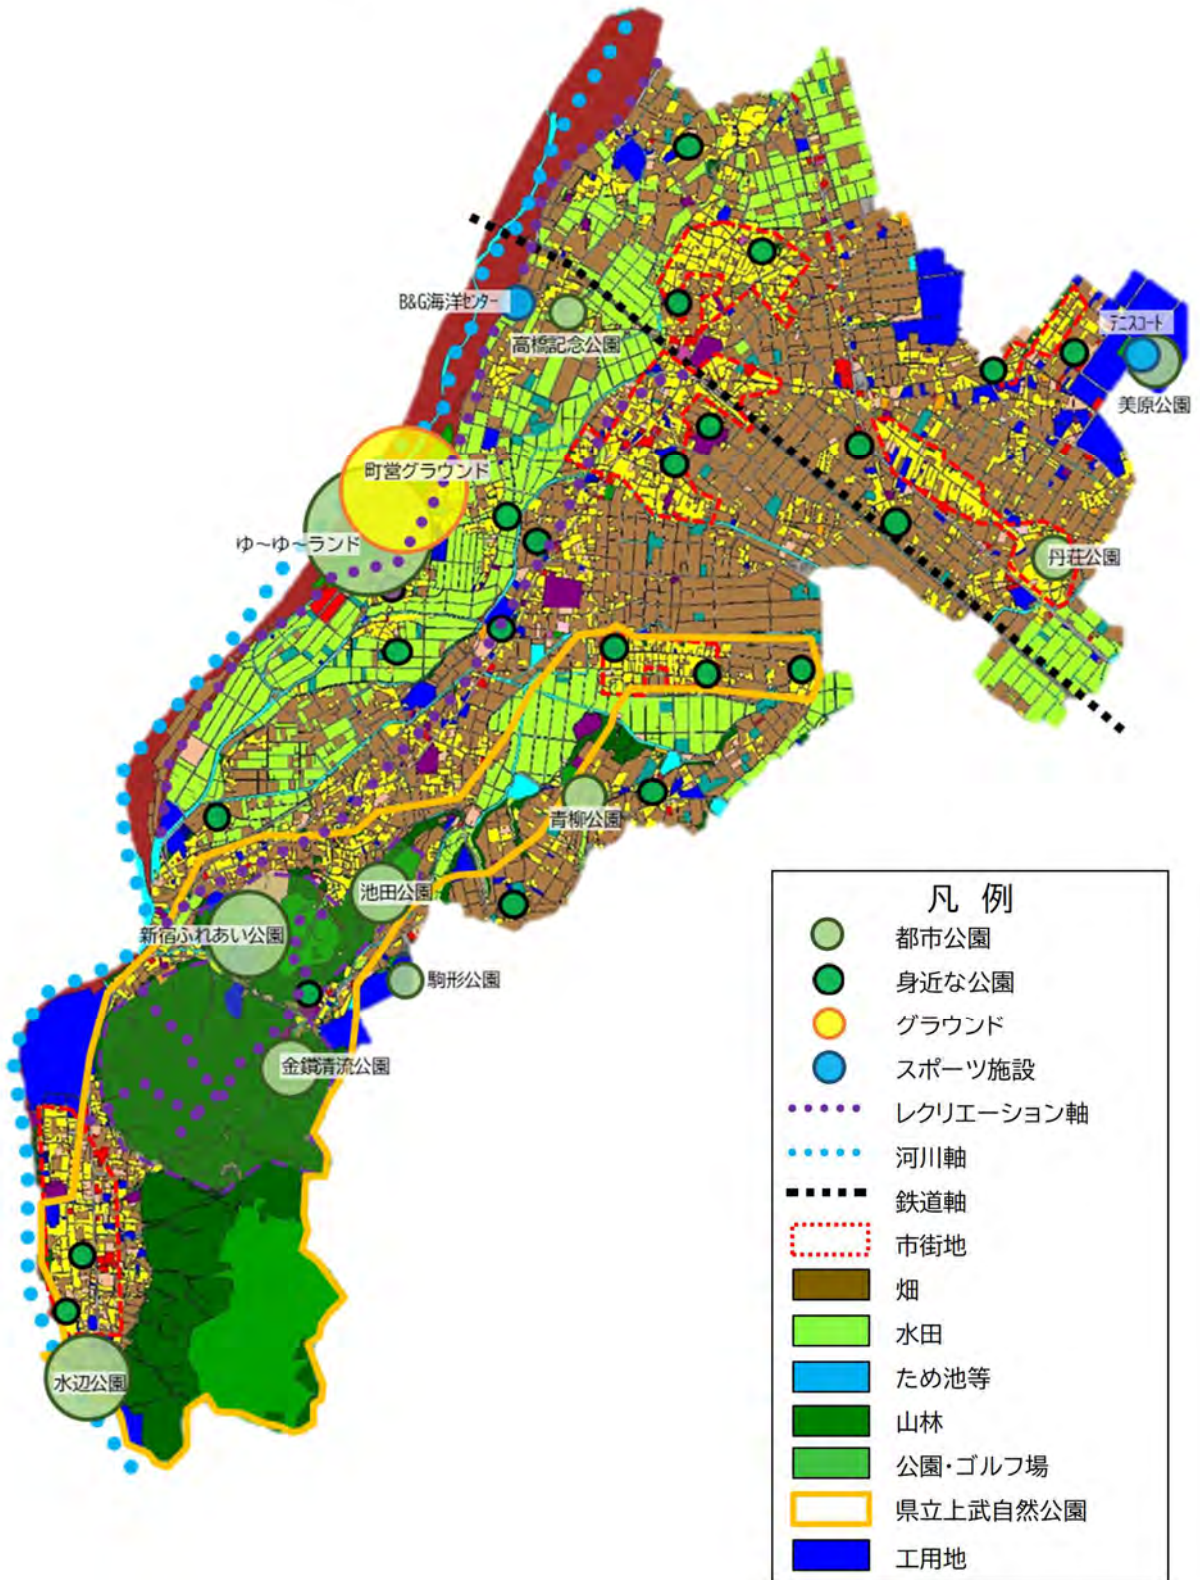 B&G海洋センター
高橋記念公園
テニスコート
美原公園
町営グラウンド
ゆ～ゆ～ランド
丹荘公園
青柳公園
池田公園
新宿ふれあい公園
駒形公園
金鑚清流公園
水辺公園
凡 例
都市公園
身近な公園
グラウンド
スポーツ施設
レクリエーション軸
河川軸
鉄道軸
市街地
畑
水田
ため池等
山林
公園・ゴルフ場
県立上武自然公園
工用地